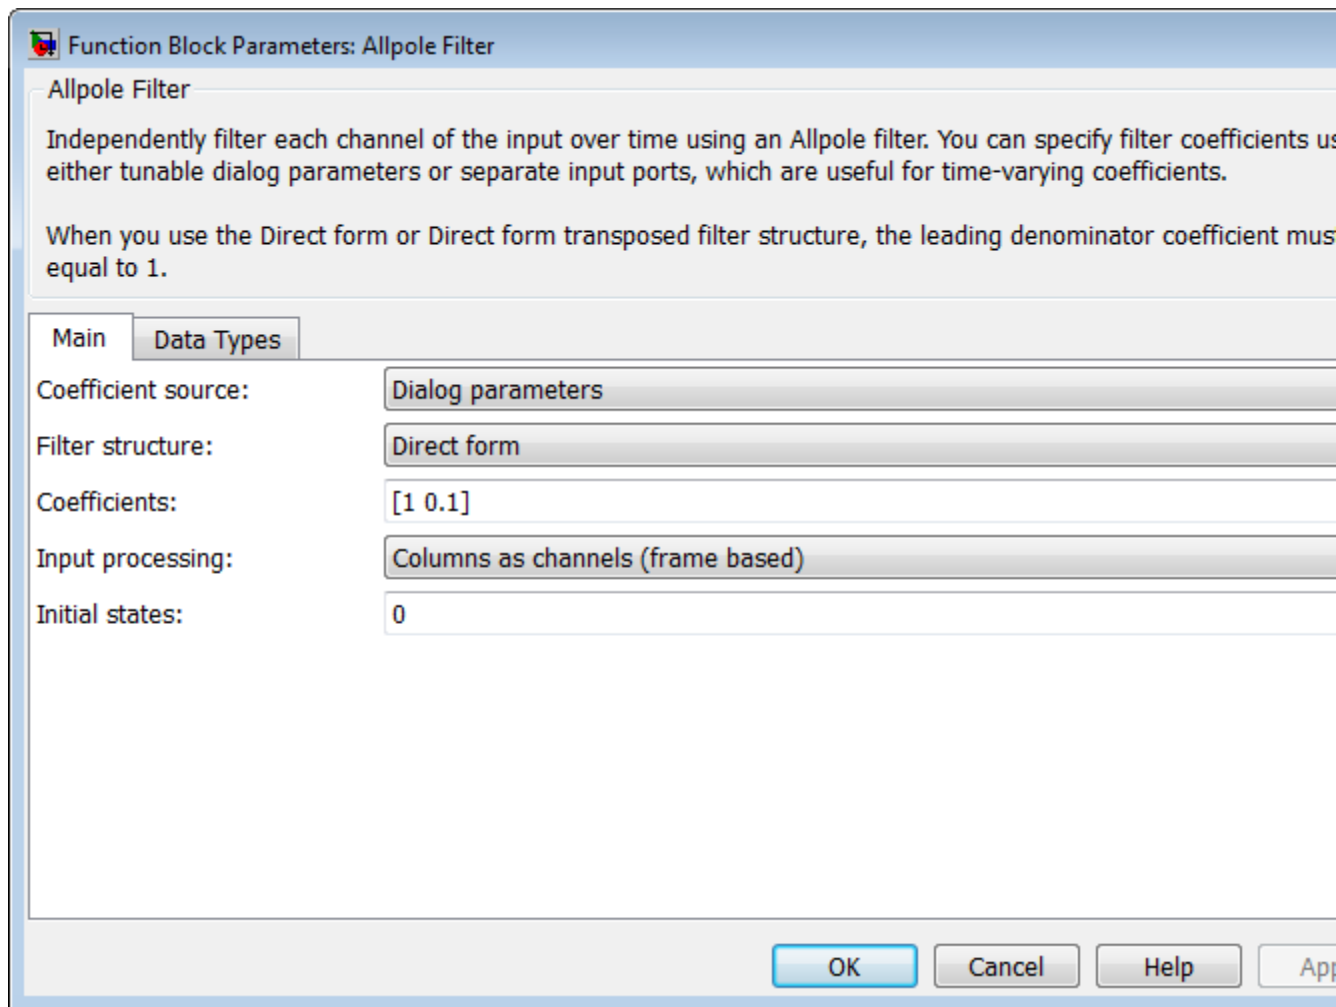 Function Block Parameters: Allpole Filter
Allpole Filter
Independently filter each channel of the input over time using an Allpole filter. You can specify filter coefficients
either tunable dialog parameters or separate input ports, which are useful for time-varying coefficients.
When you use the Direct form or Direct form transposed filter structure, the leading denominator coefficient must
equal to 1.
Main
Data Types
Coefficient source:
Dialog parameters
Filter structure:
Direct form
Coefficients:
[1 0.1]
Input processing:
Columns as channels (frame based)
Initial states:
0
OK
Cancel
Help